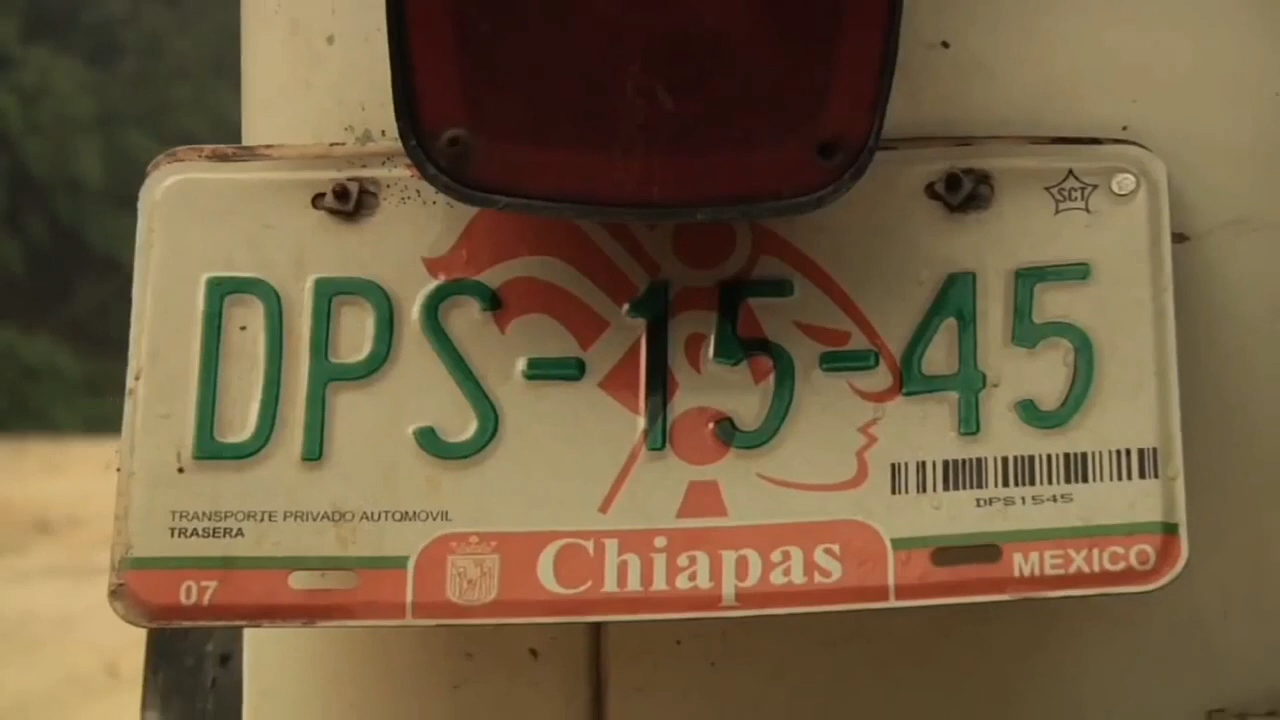 SCT
DPS-15-45
DPS1545
TRANSPORTE PRIVADO AUTOMOVIL
TRASERA
07
Chiapas
MEXICO